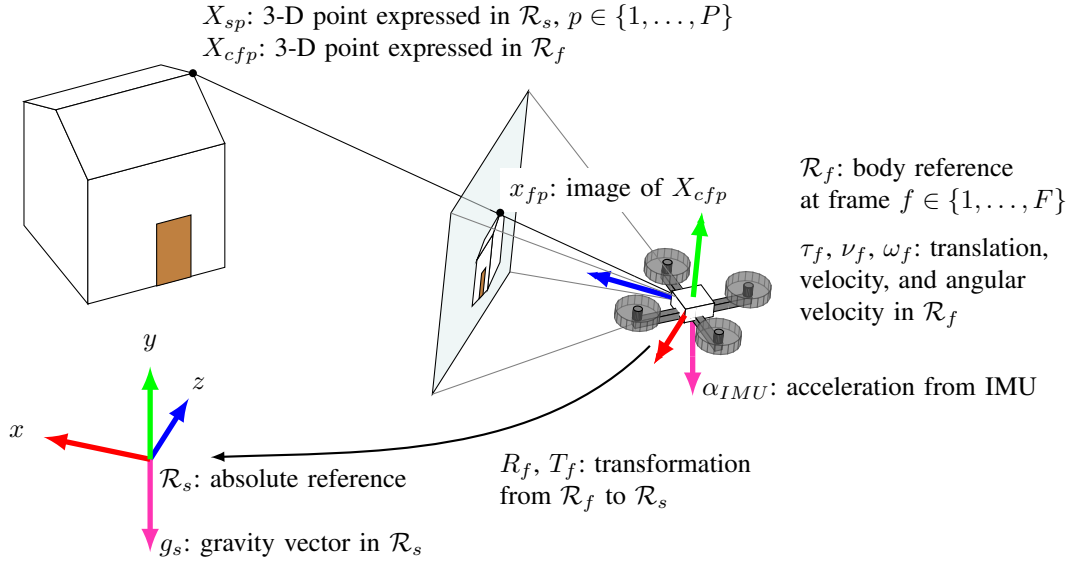 X_{sp}: 3-D point expressed in ℛ_s, p ∈ {1, . . . , P}
X_{cfp}: 3-D point expressed in ℛ_f
x_{fp}: image of X_{cfp}
ℛ_f: body reference
at frame f ∈ {1, . . . , F}
τ_f, ν_f, ω_f: translation,
velocity, and angular
velocity in ℛ_f
α_{IMU}: acceleration from IMU
y
z
x
ℛ_s: absolute reference
g_s: gravity vector in ℛ_s
R_f, T_f: transformation
from ℛ_f to ℛ_s